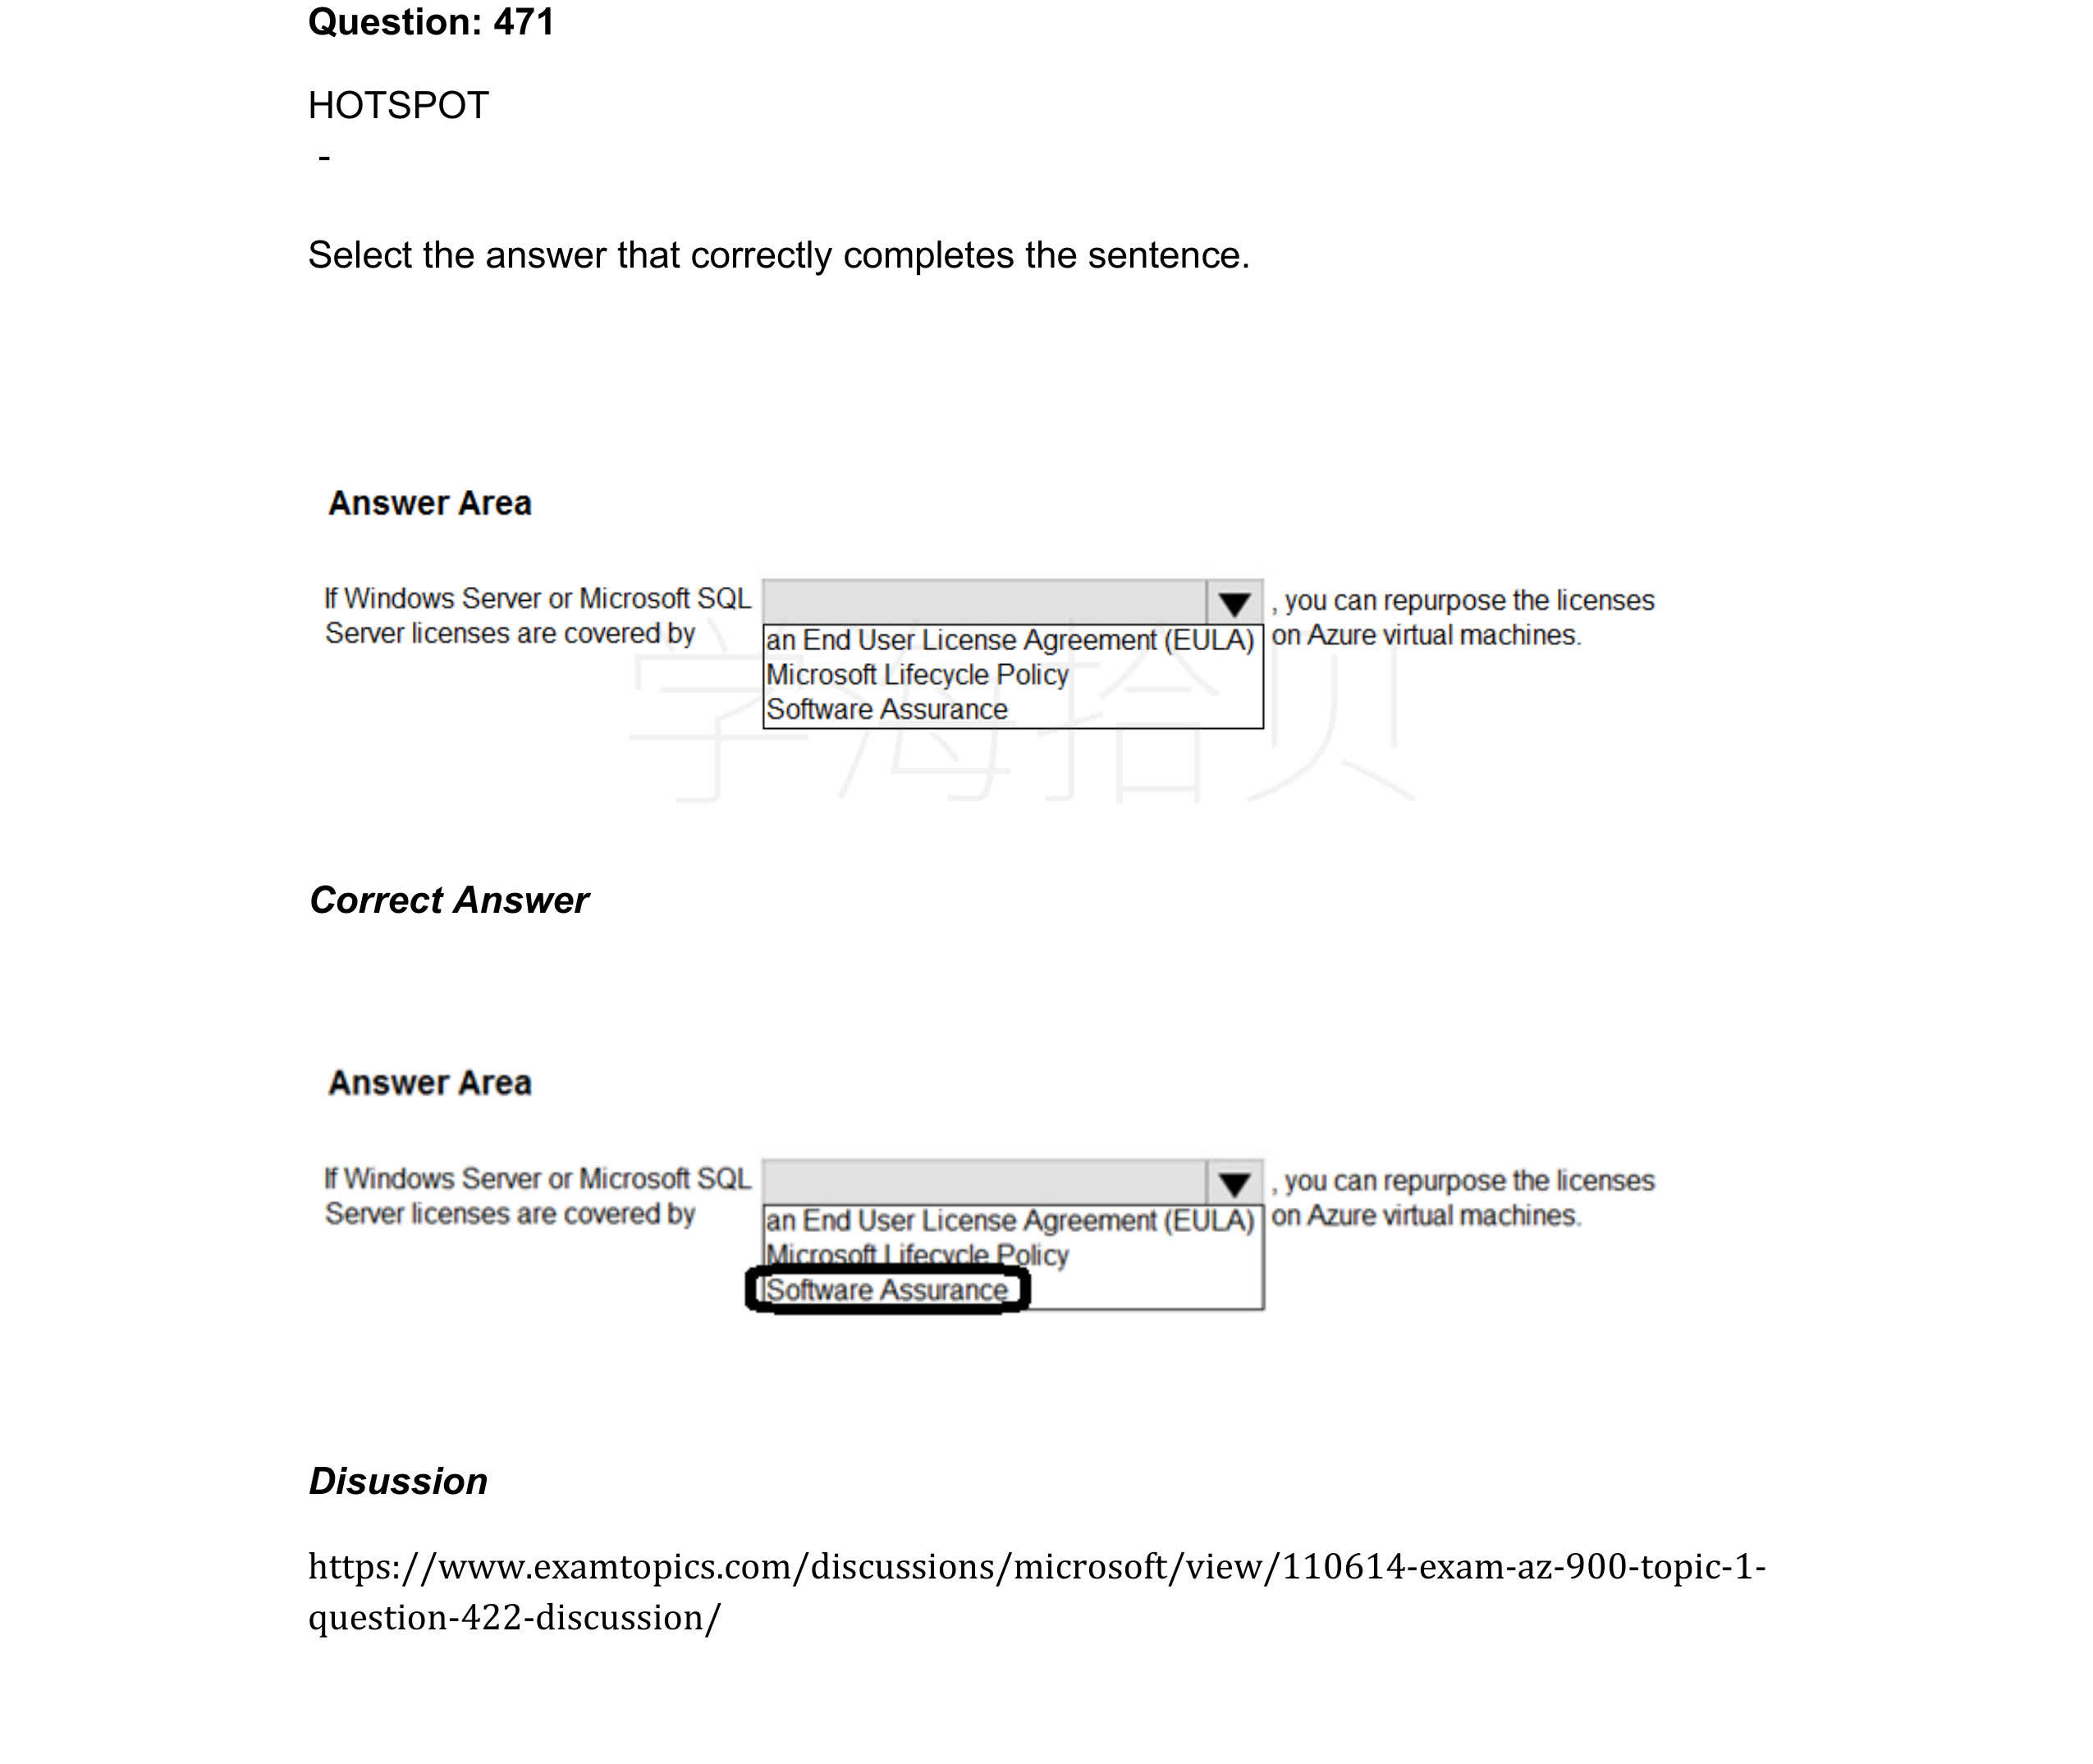 Question: 471
HOTSPOT
-
Select the answer that correctly completes the sentence.
Answer Area
If Windows Server or Microsoft SQL
Server licenses are covered by
an End User License Agreement (EULA)
Microsoft Lifecycle Policy
Software Assurance
, you can repurpose the licenses
on Azure virtual machines.
学海拾贝
Correct Answer
Answer Area
If Windows Server or Microsoft SQL
Server licenses are covered by
an End User License Agreement (EULA)
Microsoft Lifecycle Policy
Software Assurance
, you can repurpose the licenses
on Azure virtual machines.
Disussion
https://www.examtopics.com/discussions/microsoft/view/110614-exam-az-900-topic-1-
question-422-discussion/